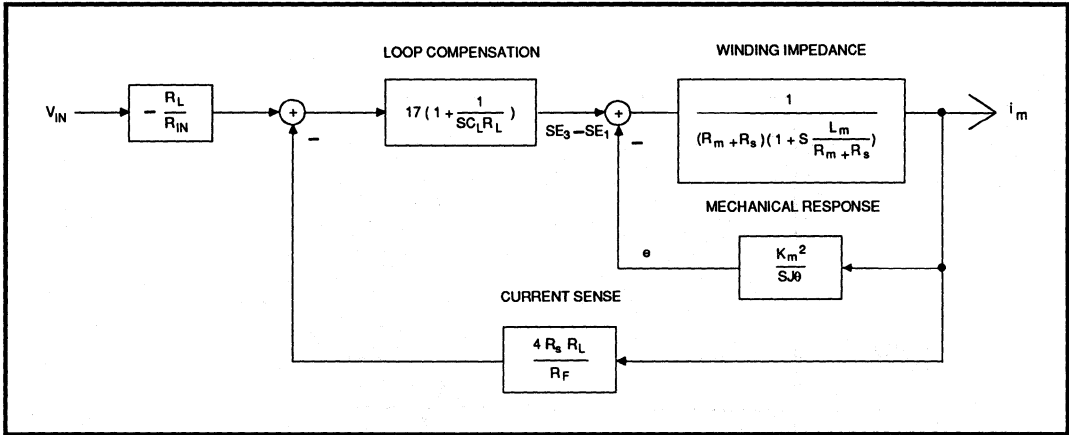 LOOP COMPENSATION
WINDING IMPEDANCE
V_IN
− R_L / R_IN
+
−
17 ( 1 + 1 / SC_L R_L )
SE_3 − SE_1
+
−
1 / (R_m + R_s) ( 1 + S L_m / R_m + R_s )
i_m
MECHANICAL RESPONSE
e
K_m^2 / SJθ
CURRENT SENSE
4 R_s R_L / R_F